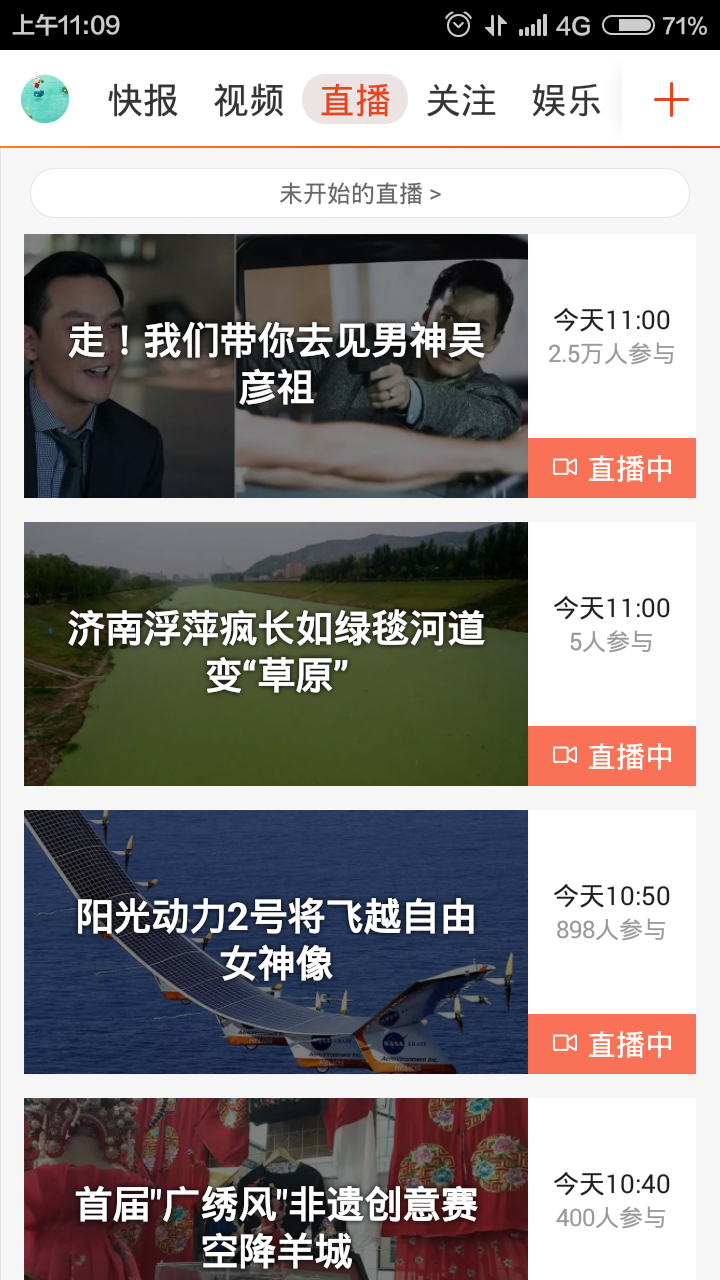 上午11:09
4G
71%
快报 视频 直播 关注 娱乐
未开始的直播 >
走！我们带你去见男神吴
彦祖
今天11:00
2.5万人参与
直播中
济南浮萍疯长如绿毯河道
变“草原”
今天11:00
5人参与
直播中
阳光动力2号将飞越自由
女神像
今天10:50
898人参与
直播中
NASA
AeroVironment Inc.
NASA
AeroVironment Inc.
首届"广绣风"非遗创意赛
空降羊城
今天10:40
400人参与